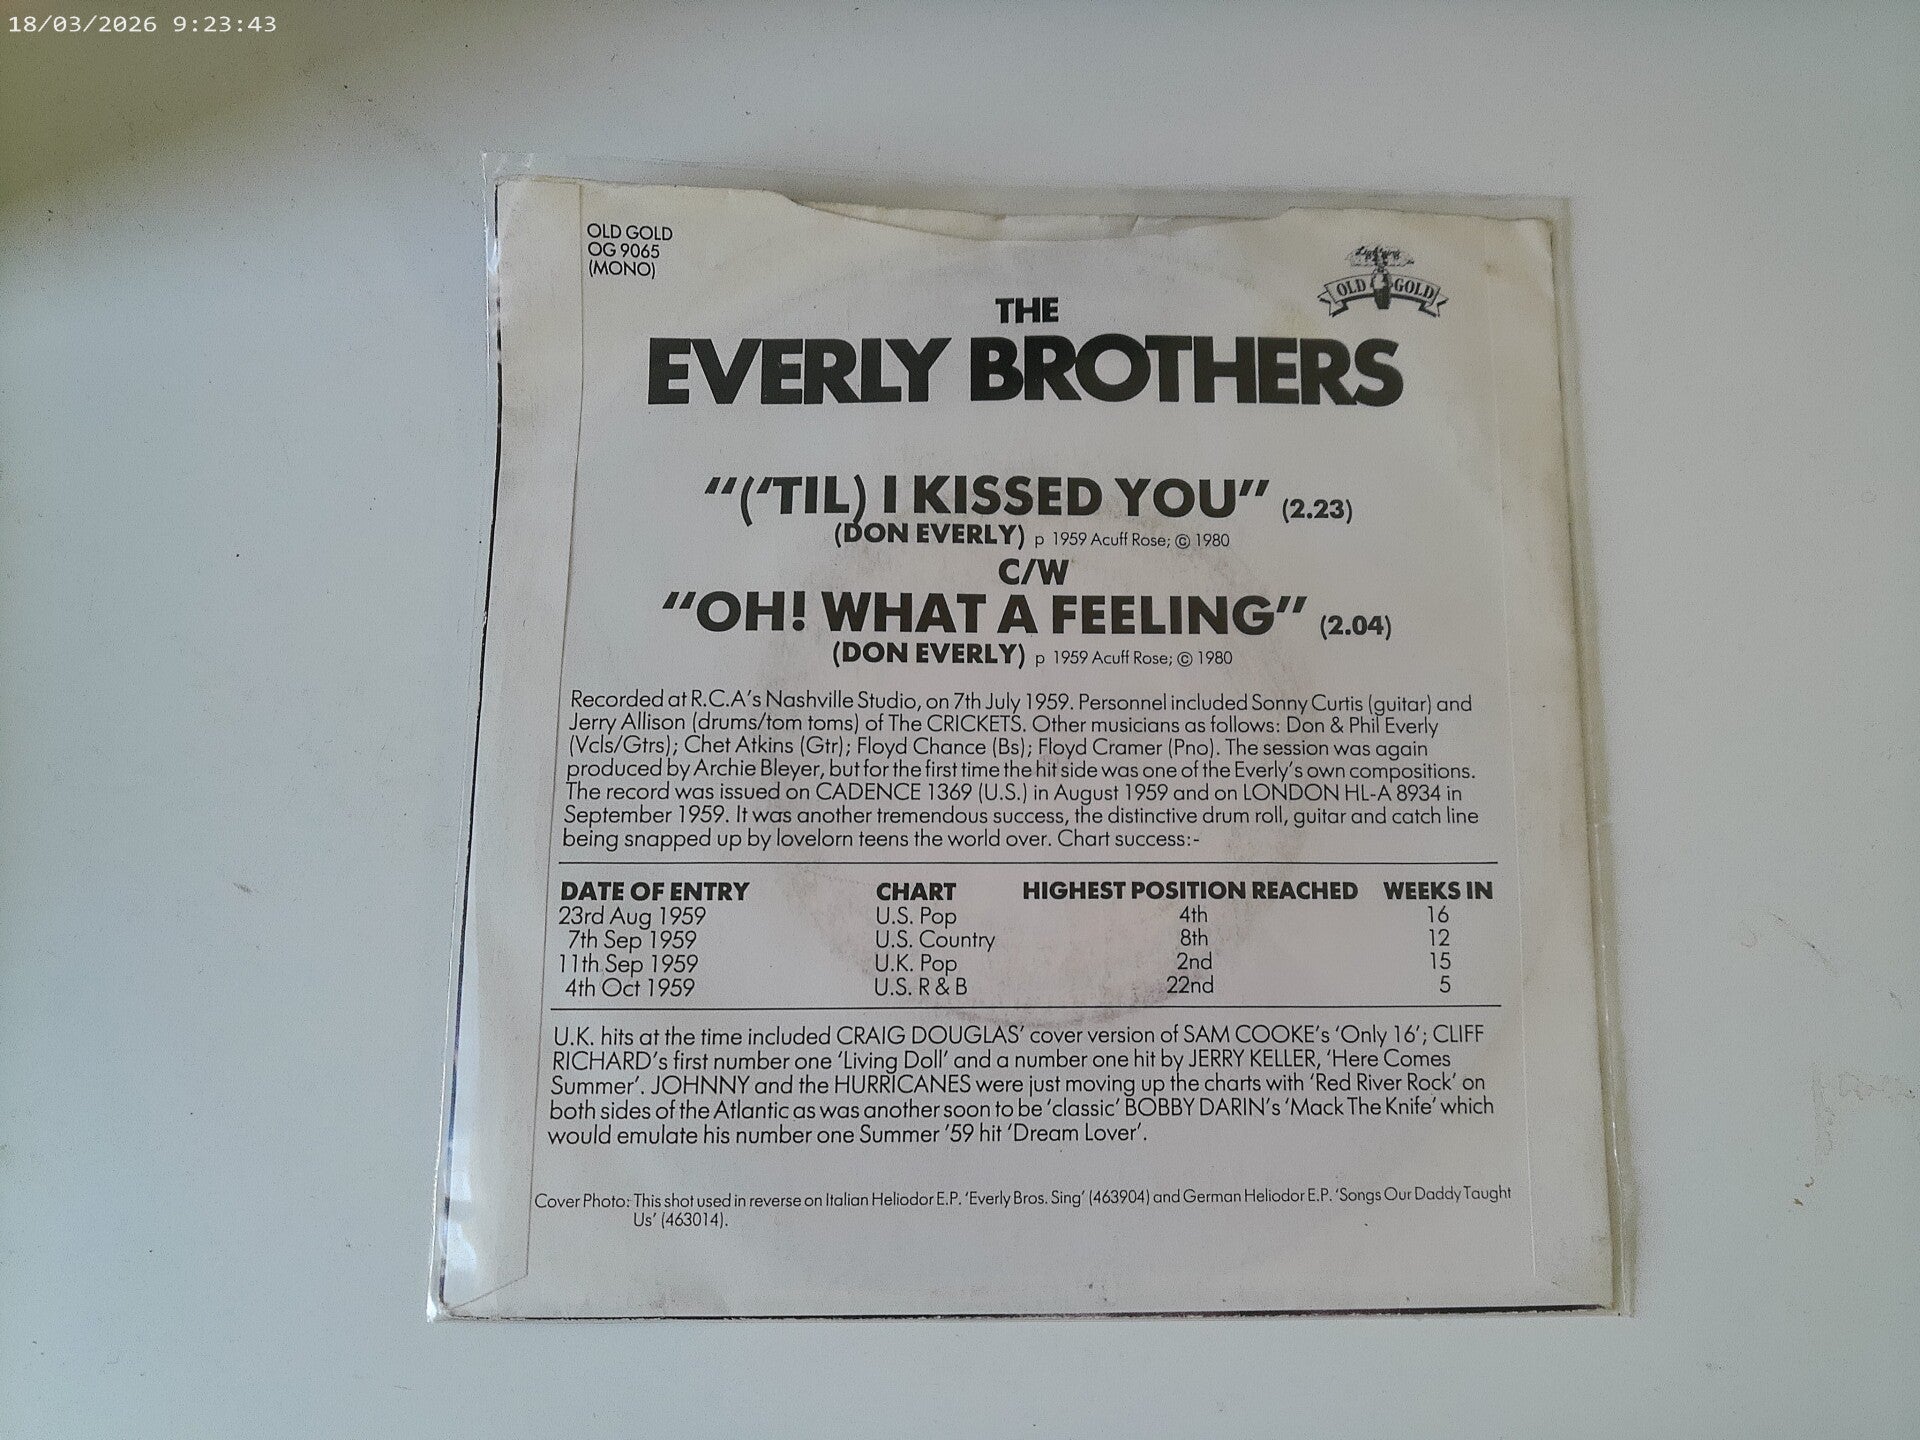 18/03/2026 9:23:43
OLD GOLD
OG 9065
(MONO)
OLD GOLD
THE
EVERLY BROTHERS
“(‘TIL) I KISSED YOU” (2.23)
(DON EVERLY) p 1959 Acuff Rose; © 1980
C/W
“OH! WHAT A FEELING” (2.04)
(DON EVERLY) p 1959 Acuff Rose; © 1980
Recorded at R.C.A’s Nashville Studio, on 7th July 1959. Personnel included Sonny Curtis (guitar) and
Jerry Allison (drums/tom toms) of The CRICKETS. Other musicians as follows: Don & Phil Everly
(Vcls/Gtrs); Chet Atkins (Gtr); Floyd Chance (Bs); Floyd Cramer (Pno). The session was again
produced by Archie Bleyer, but for the first time the hit side was one of the Everly’s own compositions.
The record was issued on CADENCE 1369 (U.S.) in August 1959 and on LONDON HL-A 8934 in
September 1959. It was another tremendous success, the distinctive drum roll, guitar and catch line
being snapped up by lovelorn teens the world over. Chart success:-
DATE OF ENTRY CHART HIGHEST POSITION REACHED WEEKS IN
23rd Aug 1959 U.S. Pop 4th 16
7th Sep 1959 U.S. Country 8th 12
11th Sep 1959 U.K. Pop 2nd 15
4th Oct 1959 U.S. R & B 22nd 5
U.K. hits at the time included CRAIG DOUGLAS’ cover version of SAM COOKE’s ‘Only 16’; CLIFF
RICHARD’s first number one ‘Living Doll’ and a number one hit by JERRY KELLER, ‘Here Comes
Summer’. JOHNNY and the HURRICANES were just moving up the charts with ‘Red River Rock’ on
both sides of the Atlantic as was another soon to be ‘classic’ BOBBY DARIN’s ‘Mack The Knife’ which
would emulate his number one Summer ’59 hit ‘Dream Lover’.
Cover Photo: This shot used in reverse on Italian Heliodor E.P. ‘Everly Bros. Sing’ (463904) and German Heliodor E.P. ‘Songs Our Daddy Taught
Us’ (463014).